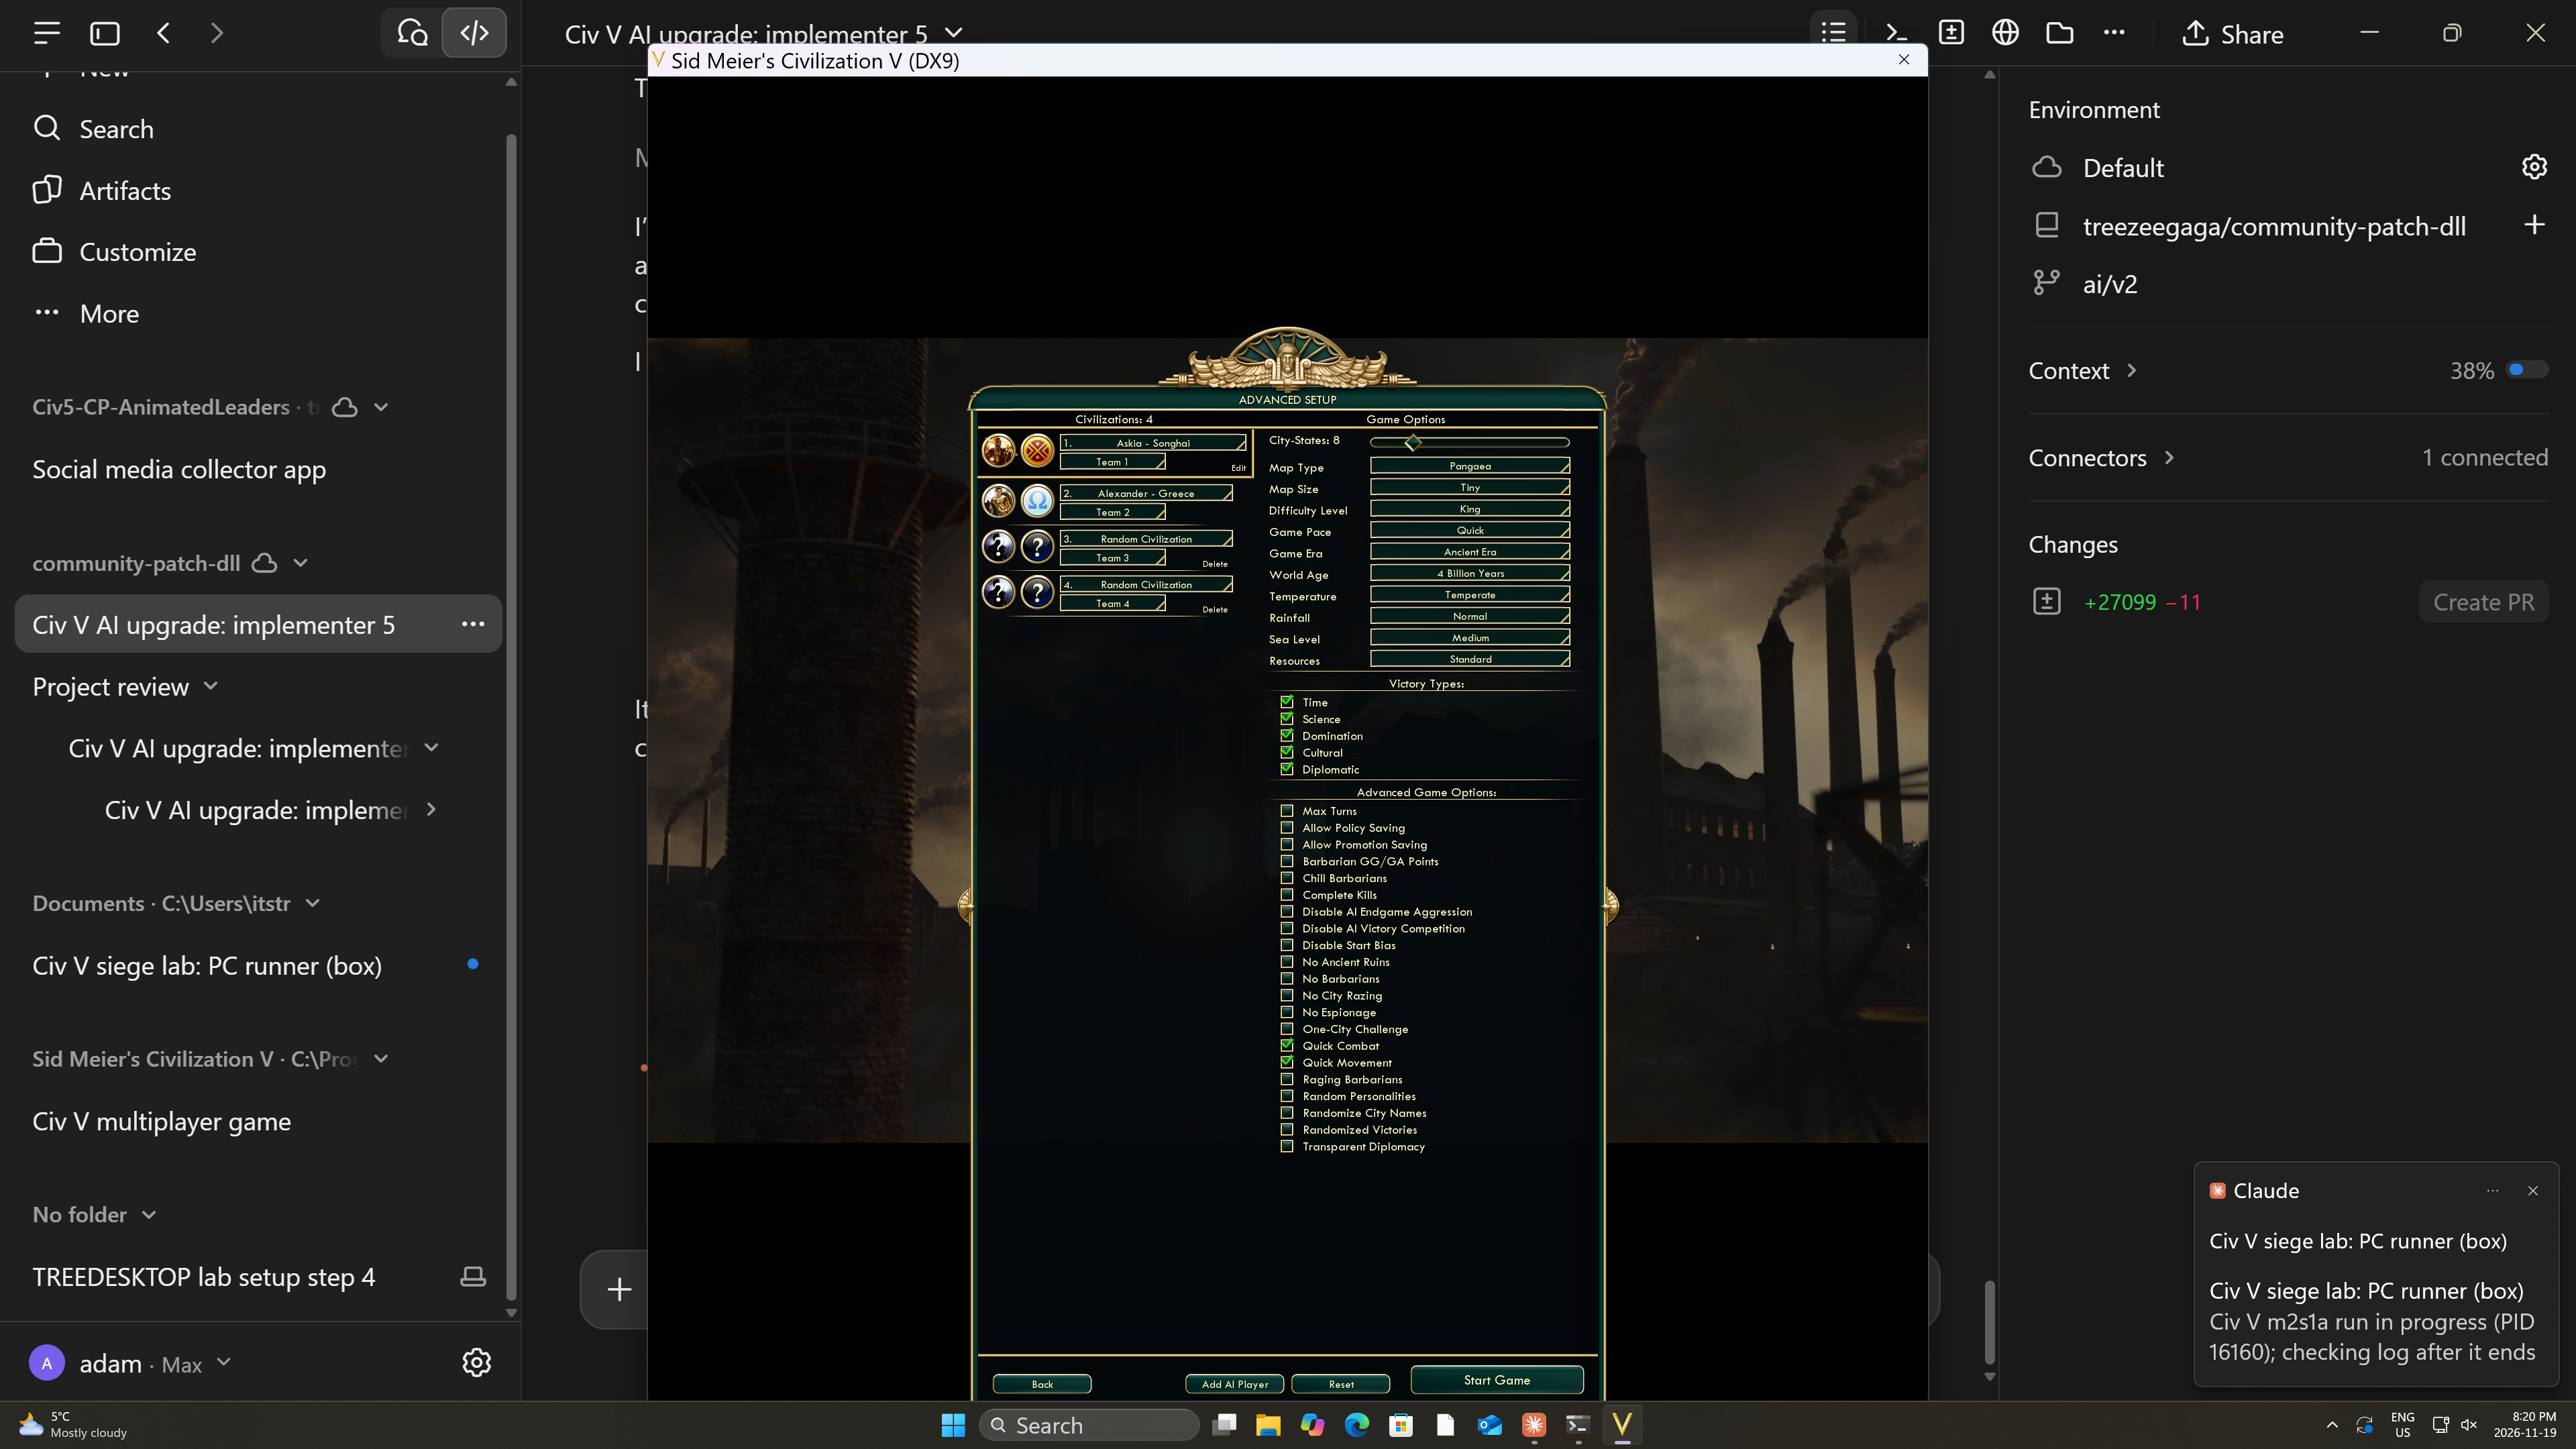 New
Search
Artifacts
Customize
More
Civ5-CP-AnimatedLeaders · tr
Social media collector app
community-patch-dll
Civ V AI upgrade: implementer 5
Project review
Civ V AI upgrade: implementer
Civ V AI upgrade: implemen
Documents · C:\Users\itstr
Civ V siege lab: PC runner (box)
Sid Meier's Civilization V · C:\Prog
Civ V multiplayer game
No folder
TREEDESKTOP lab setup step 4
A
adam · Max
Civ V AI upgrade: implementer 5
Share
T
M
I'
a
c
I
It
c
V Sid Meier's Civilization V (DX9)
ADVANCED SETUP
Civilizations: 4
1. Askia - Songhai
Team 1
Edit
2. Alexander - Greece
Team 2
3. Random Civilization
Team 3
Delete
4. Random Civilization
Team 4
Delete
Game Options
City-States: 8
Map Type Pangaea
Map Size Tiny
Difficulty Level King
Game Pace Quick
Game Era Ancient Era
World Age 4 Billion Years
Temperature Temperate
Rainfall Normal
Sea Level Medium
Resources Standard
Victory Types:
Time
Science
Domination
Cultural
Diplomatic
Advanced Game Options:
Max Turns
Allow Policy Saving
Allow Promotion Saving
Barbarian GG/GA Points
Chill Barbarians
Complete Kills
Disable AI Endgame Aggression
Disable AI Victory Competition
Disable Start Bias
No Ancient Ruins
No Barbarians
No City Razing
No Espionage
One-City Challenge
Quick Combat
Quick Movement
Raging Barbarians
Random Personalities
Randomize City Names
Randomized Victories
Transparent Diplomacy
Back
Add AI Player
Reset
Start Game
Environment
Default
treezeegaga/community-patch-dll
ai/v2
Context 38%
Connectors 1 connected
Changes
+27099 −11
Create PR
Claude
Civ V siege lab: PC runner (box)
Civ V siege lab: PC runner (box)
Civ V m2s1a run in progress (PID
16160); checking log after it ends
5°C
Mostly cloudy
Search
ENG
US
8:20 PM
2026-11-19